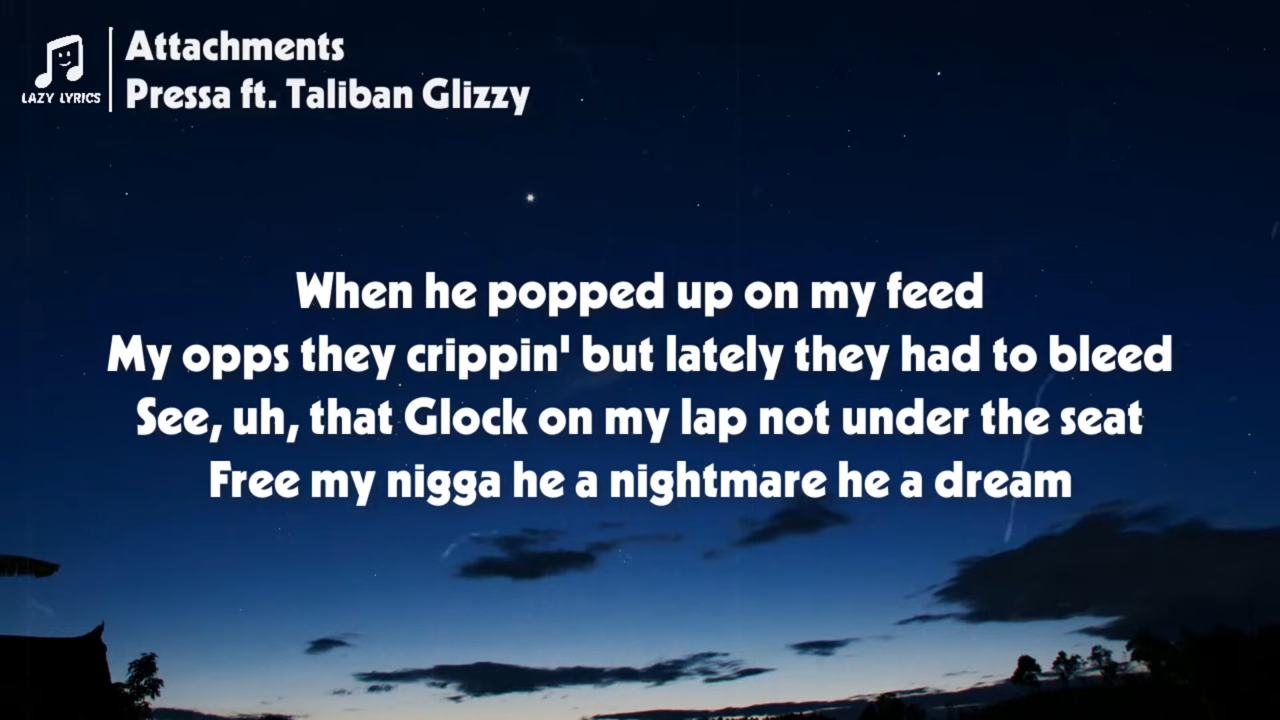 Attachments
LAZY LYRICS
Pressa ft. Taliban Glizzy
When he popped up on my feed
My opps they crippin' but lately they had to bleed
See, uh, that Glock on my lap not under the seat
Free my nigga he a nightmare he a dream